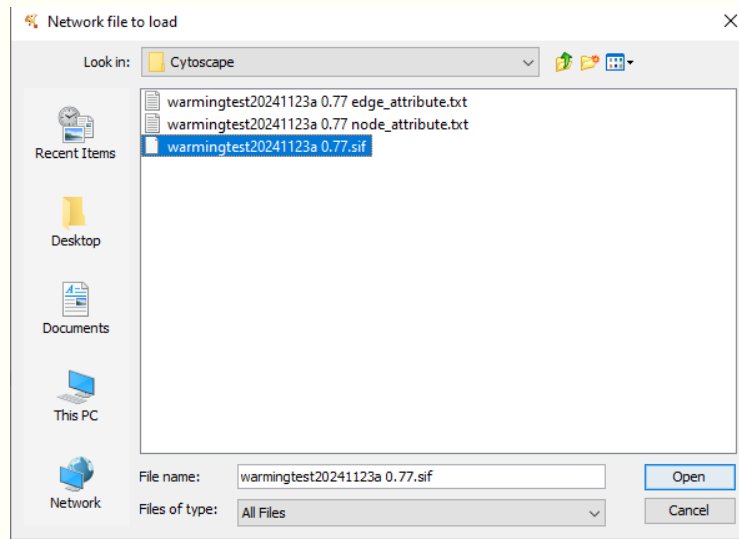 Network file to load
Look in:
Cytoscape
warmingtest20241123a 0.77 edge_attribute.txt
warmingtest20241123a 0.77 node_attribute.txt
warmingtest20241123a 0.77.sif
Recent Items
Desktop
Documents
This PC
Network
File name:
warmingtest20241123a 0.77.sif
Open
Files of type:
All Files
Cancel